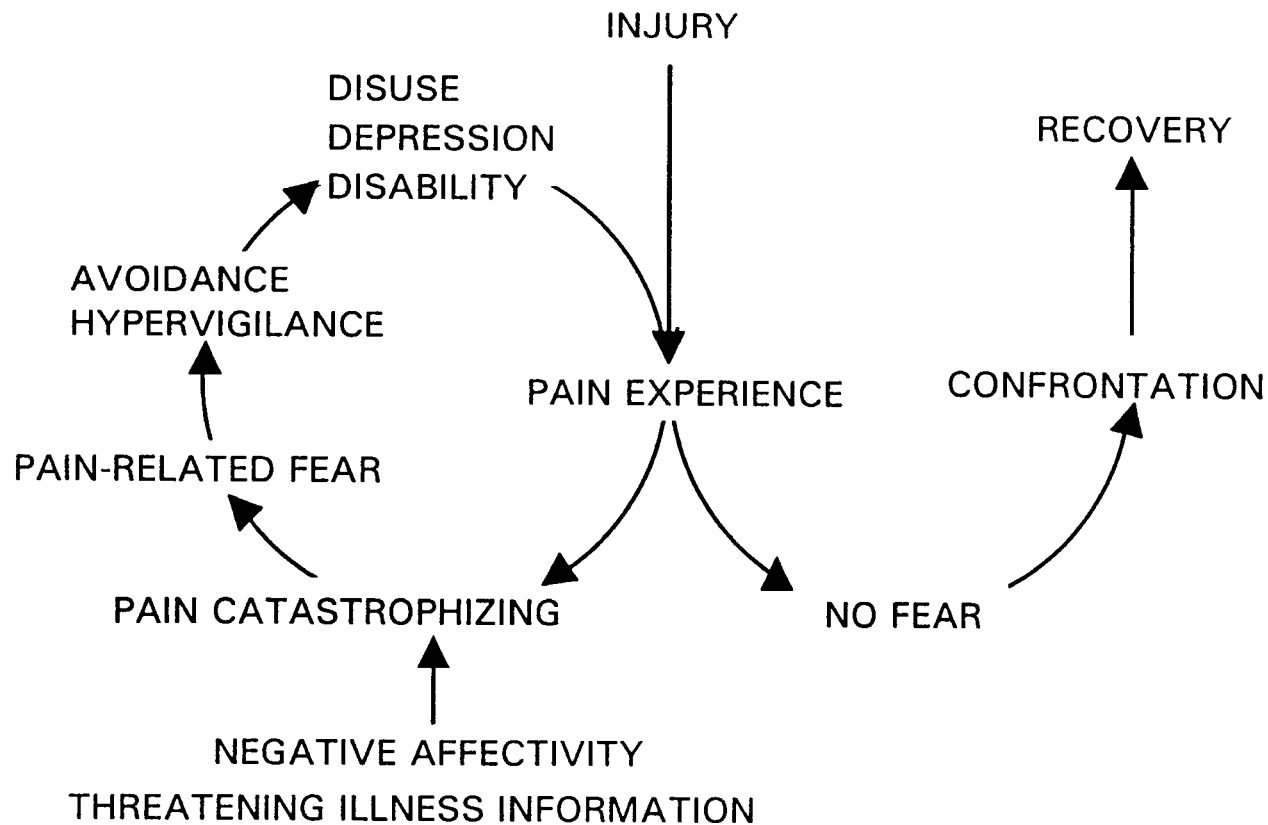 INJURY
DISUSE
DEPRESSION
DISABILITY
RECOVERY
AVOIDANCE
HYPERVIGILANCE
PAIN EXPERIENCE
CONFRONTATION
PAIN-RELATED FEAR
PAIN CATASTROPHIZING
NO FEAR
NEGATIVE AFFECTIVITY
THREATENING ILLNESS INFORMATION